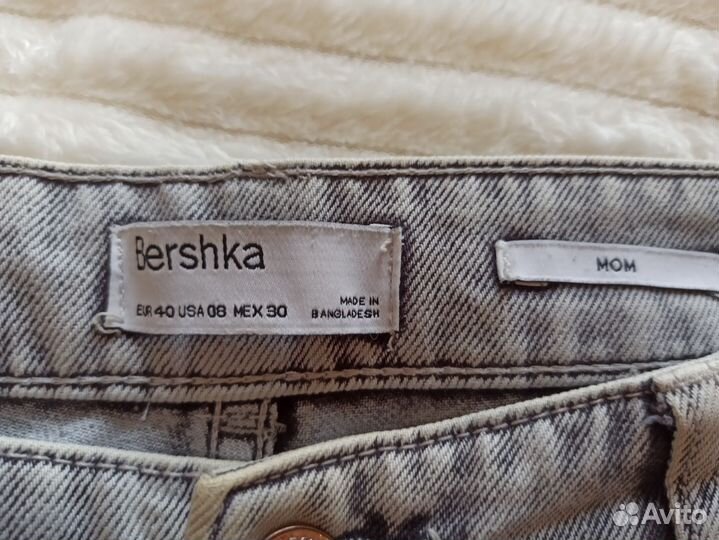 Bershka
EUR 40 USA 08 MEX 30
MADE IN
BANGLADESH
MOM
Avito